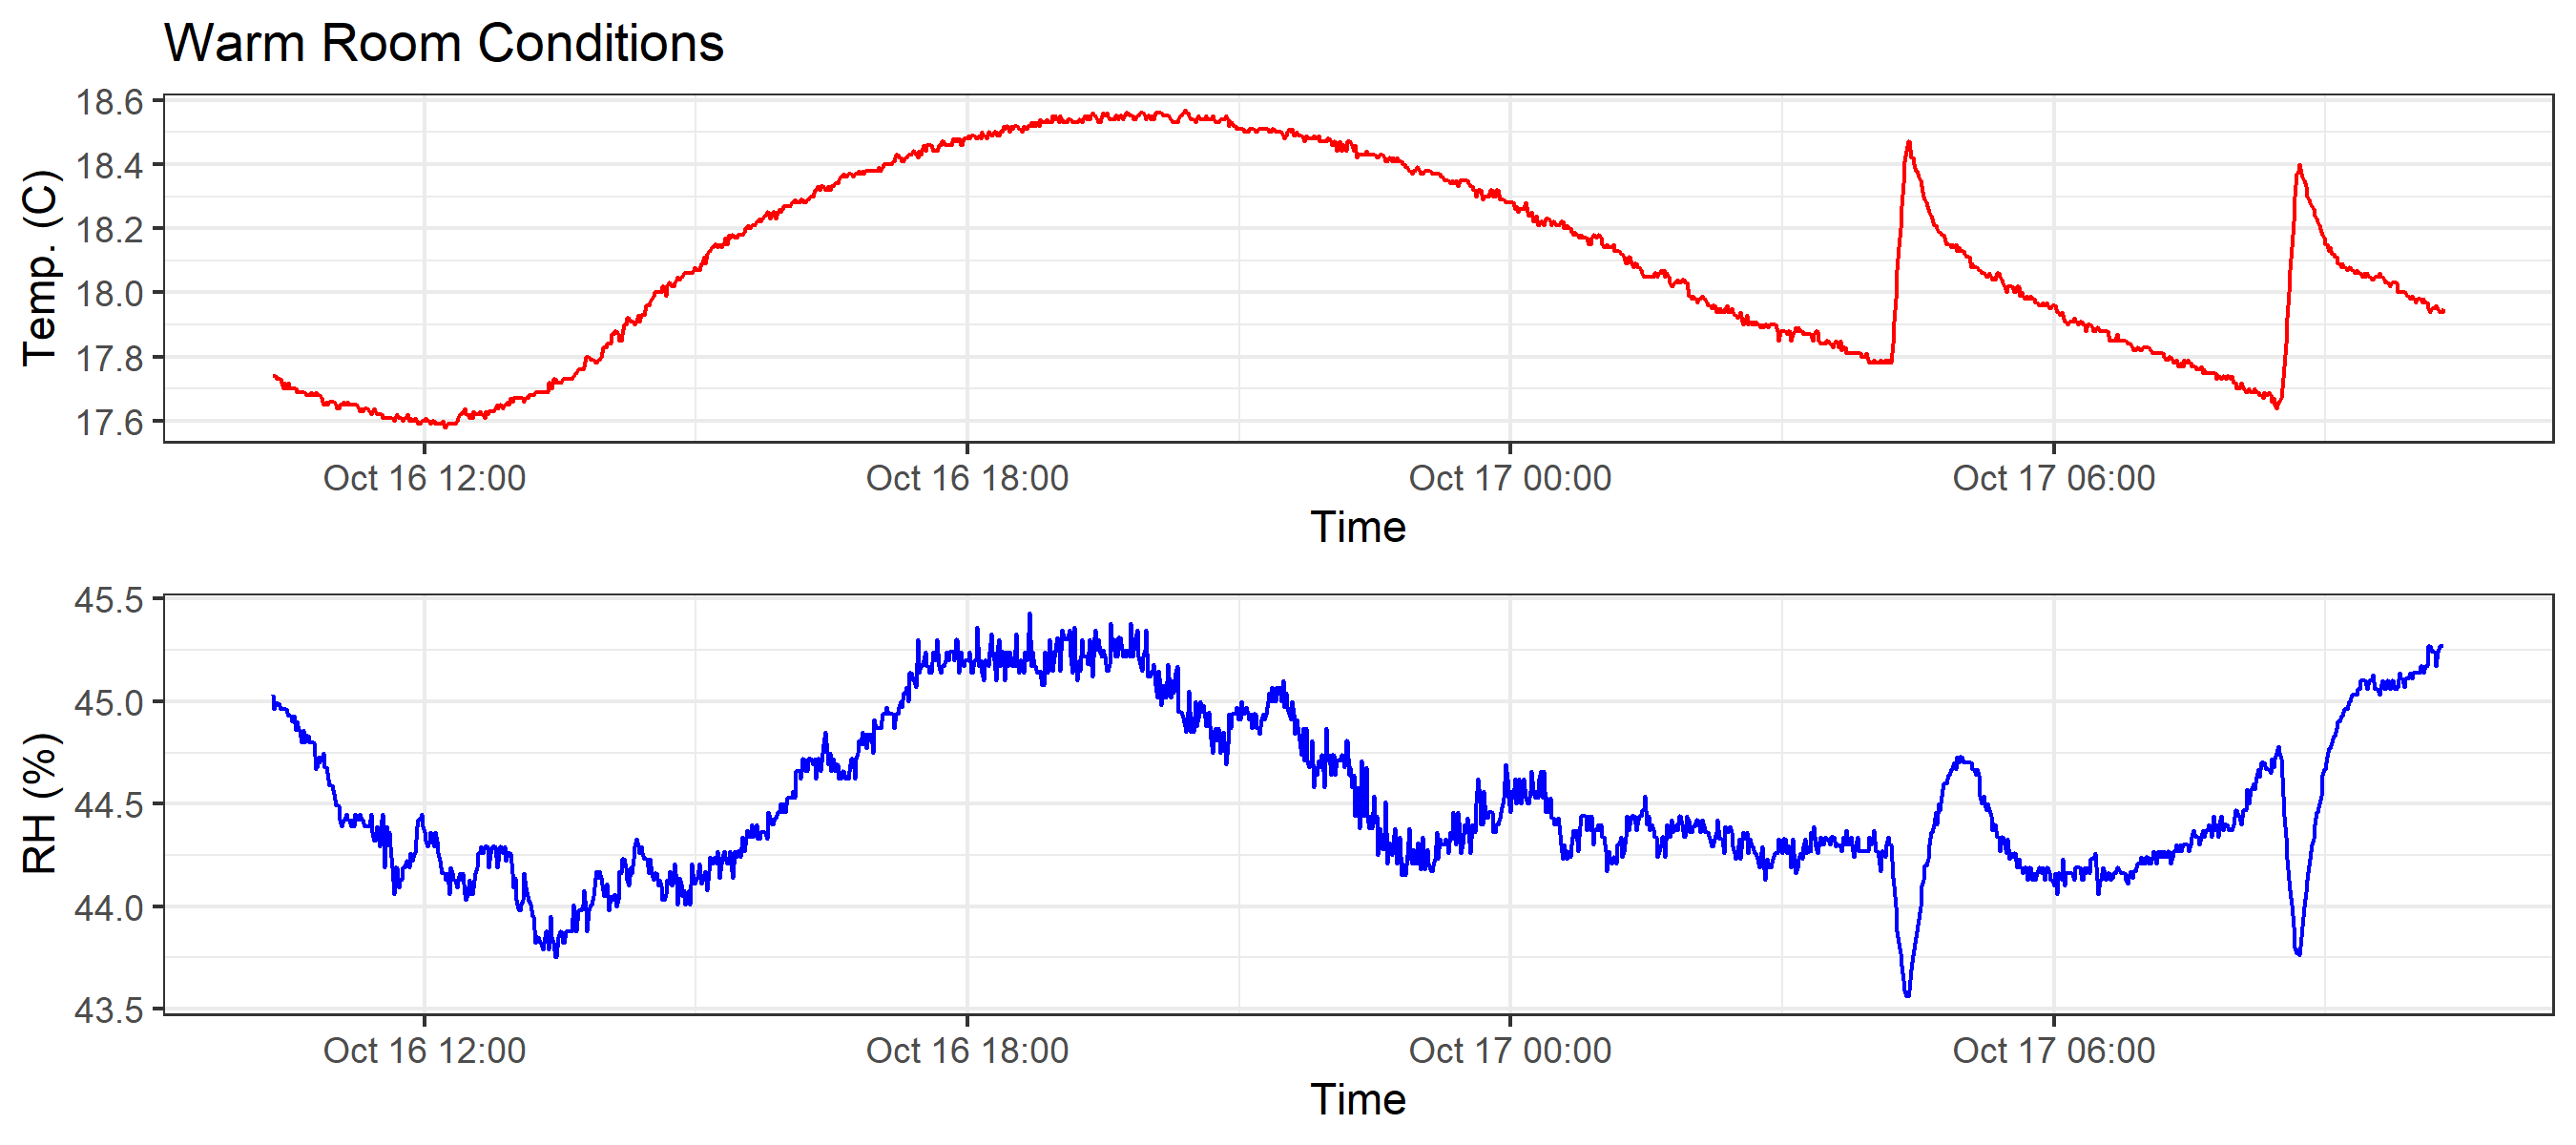 Warm Room Conditions
18.6
18.4
18.2
18.0
17.8
17.6
Temp. (C)
Oct 16 12:00 Oct 16 18:00 Oct 17 00:00 Oct 17 06:00
Time
45.5
45.0
44.5
44.0
43.5
RH (%)
Oct 16 12:00 Oct 16 18:00 Oct 17 00:00 Oct 17 06:00
Time